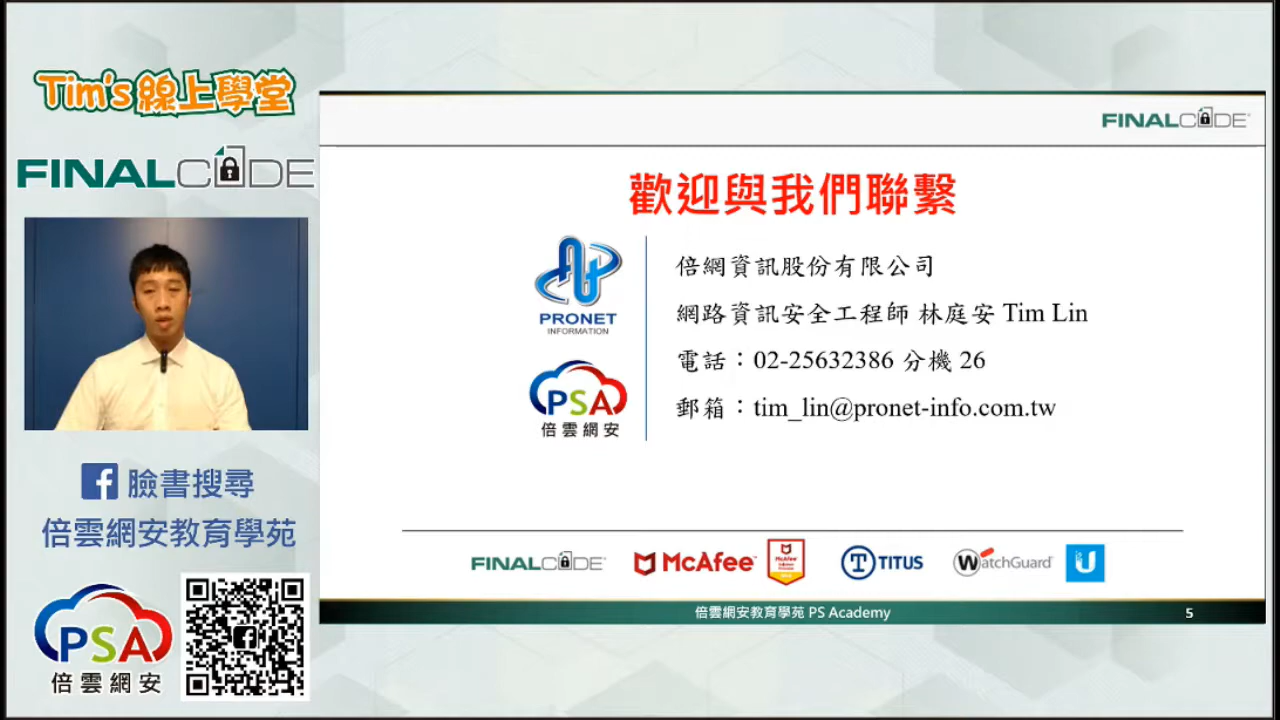 Tim's線上學堂
FINALCODE
臉書搜尋
倍雲網安教育學苑
PSA
倍雲網安
FINALCODE
歡迎與我們聯繫
PRONET
INFORMATION
PSA
倍雲網安
倍網資訊股份有限公司
網路資訊安全工程師 林庭安 Tim Lin
電話：02-25632386 分機 26
郵箱：tim_lin@pronet-info.com.tw
FINALCODE McAfee McAfee TITUS WatchGuard U
倍雲網安教育學苑 PS Academy 5